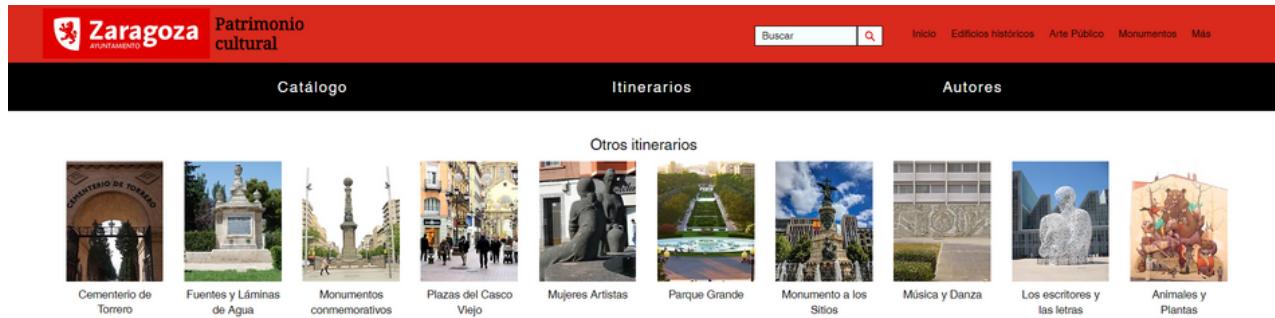 Zaragoza
AYUNTAMIENTO
Patrimonio
cultural
Buscar
Inicio Edificios históricos Arte Público Monumentos Más
Catálogo Itinerarios Autores
Otros itinerarios
CEMENTERIO DE TORRERO
Cementerio de
Torrero
Fuentes y Láminas
de Agua
Monumentos
conmemorativos
Plazas del Casco
Viejo
Mujeres Artistas
Parque Grande
Monumento a los
Sitios
Música y Danza
Los escritores y
las letras
Animales y
Plantas